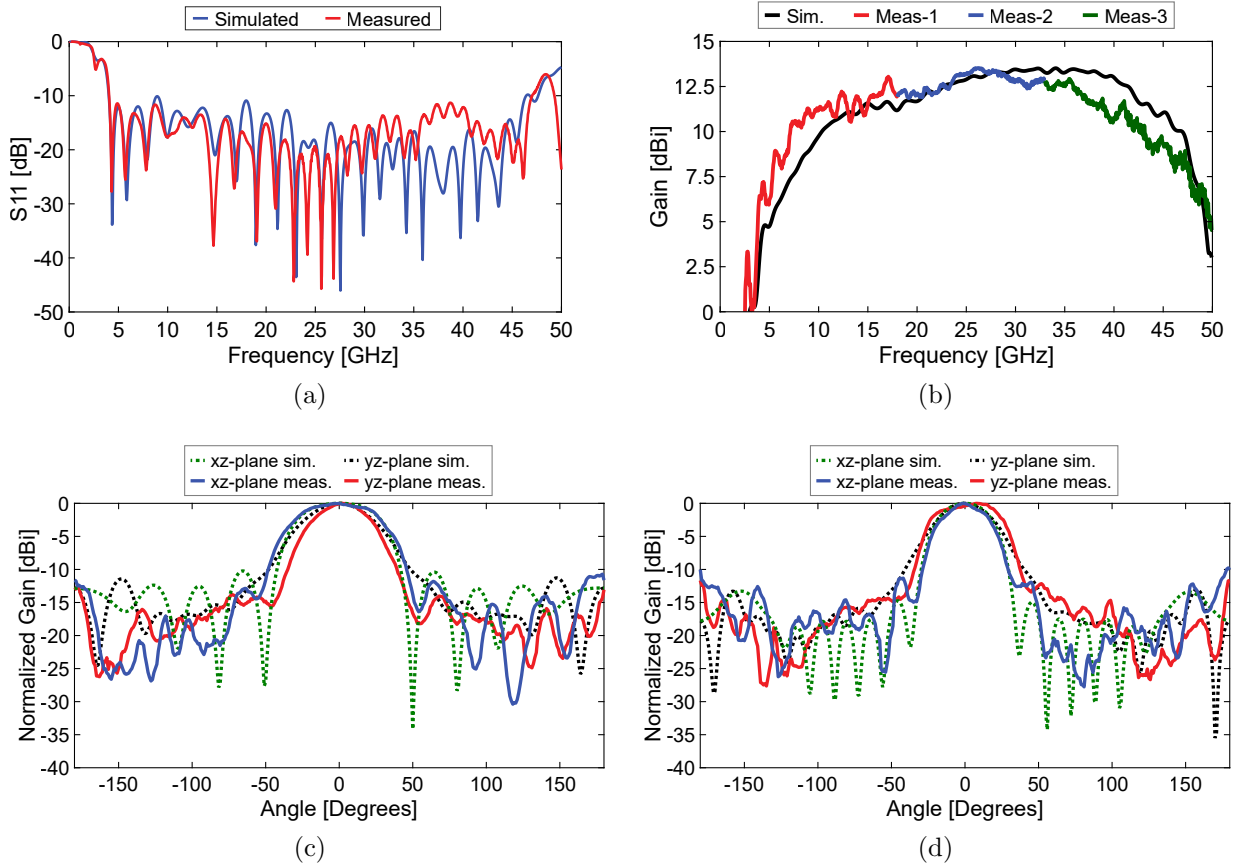 Simulated Measured
0
-10
-20
-30
-40
-50
S11 [dB]
0 5 10 15 20 25 30 35 40 45 50
Frequency [GHz]
(a)
Sim. Meas-1 Meas-2 Meas-3
15
12.5
10
7.5
5
2.5
0
Gain [dBi]
5 10 15 20 25 30 35 40 45 50
Frequency [GHz]
(b)
xz-plane sim. yz-plane sim.
xz-plane meas. yz-plane meas.
0
-5
-10
-15
-20
-25
-30
-35
-40
Normalized Gain [dBi]
-150 -100 -50 0 50 100 150
Angle [Degrees]
(c)
xz-plane sim. yz-plane sim.
xz-plane meas. yz-plane meas.
0
-5
-10
-15
-20
-25
-30
-35
-40
Normalized Gain [dBi]
-150 -100 -50 0 50 100 150
Angle [Degrees]
(d)